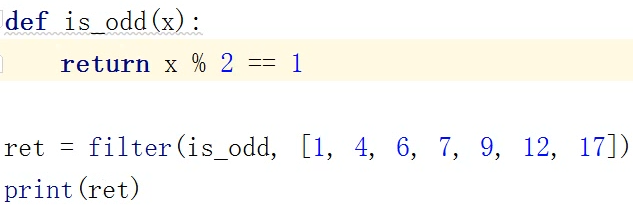 def is_odd(x):
    return x % 2 == 1

ret = filter(is_odd, [1, 4, 6, 7, 9, 12, 17])
print(ret)